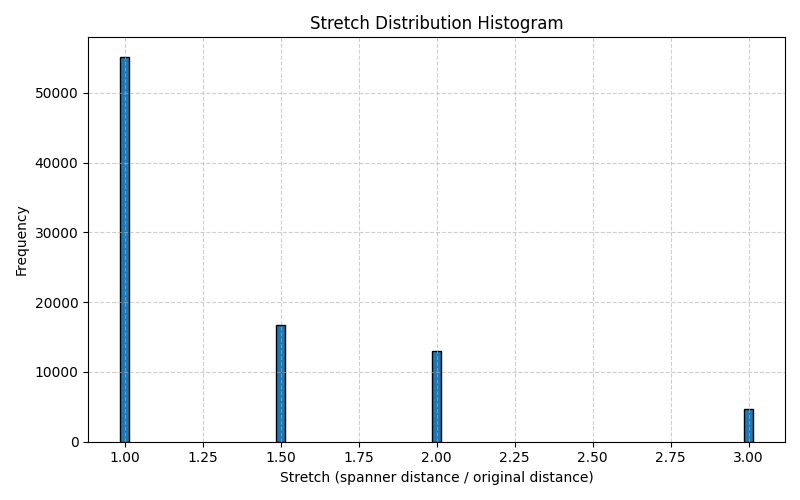 Stretch Distribution Histogram
Frequency
50000
40000
30000
20000
10000
0
1.00 1.25 1.50 1.75 2.00 2.25 2.50 2.75 3.00
Stretch (spanner distance / original distance)